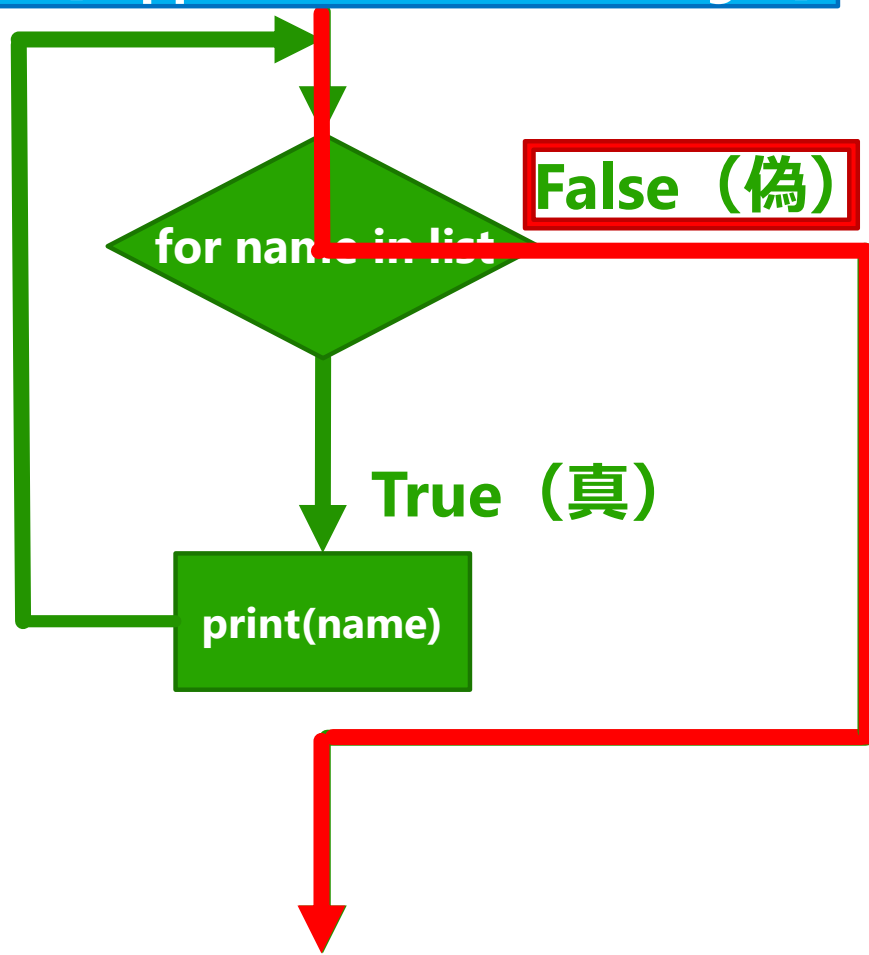 for name in list
False（偽）
True（真）
print(name)